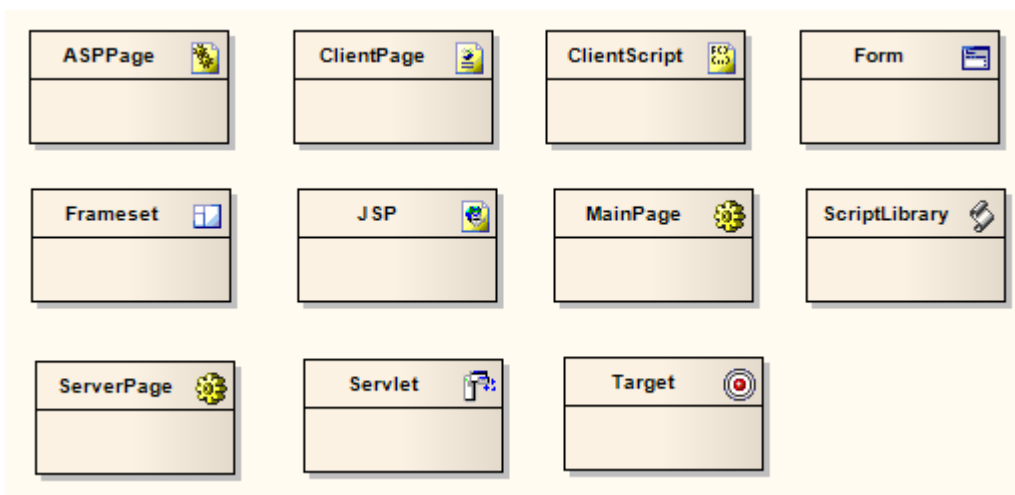 ASPPage
ClientPage
ClientScript
Form
Frameset
JSP
MainPage
ScriptLibrary
ServerPage
Servlet
Target